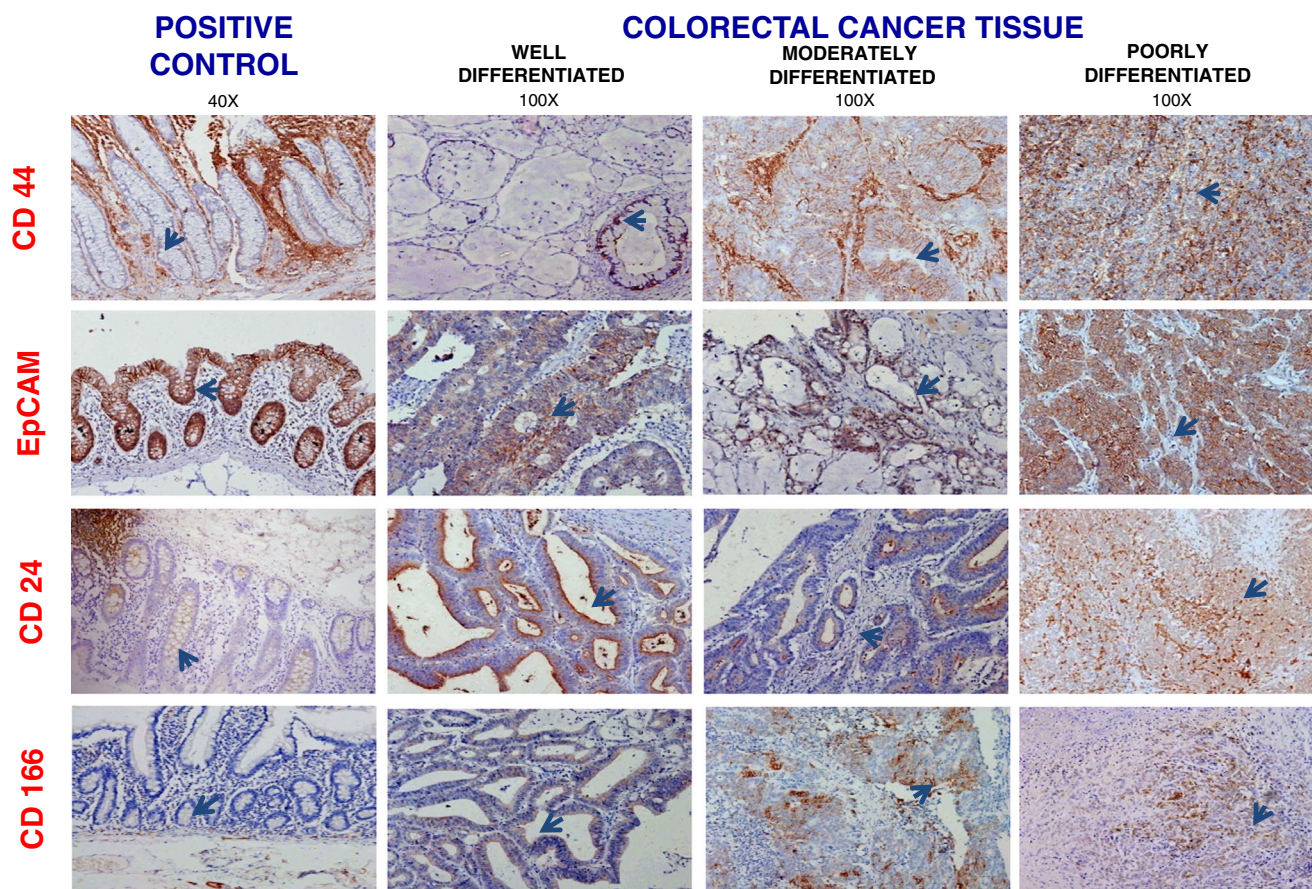 POSITIVE
CONTROL
40X
COLORECTAL CANCER TISSUE
WELL
DIFFERENTIATED
100X
MODERATELY
DIFFERENTIATED
100X
POORLY
DIFFERENTIATED
100X
CD 44
EpCAM
CD 24
CD 166